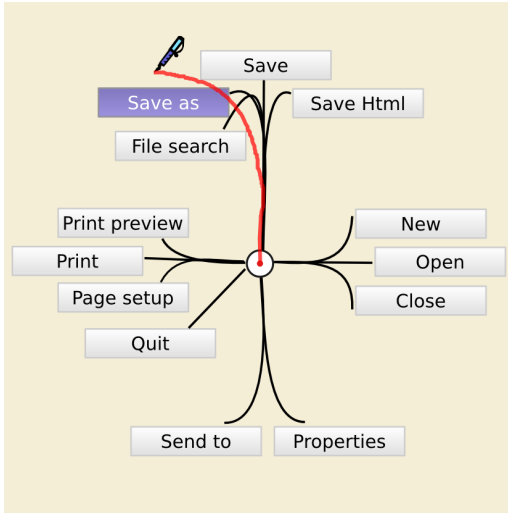 Save
Save as
Save Html
File search
Print preview
New
Print
Open
Page setup
Close
Quit
Send to
Properties